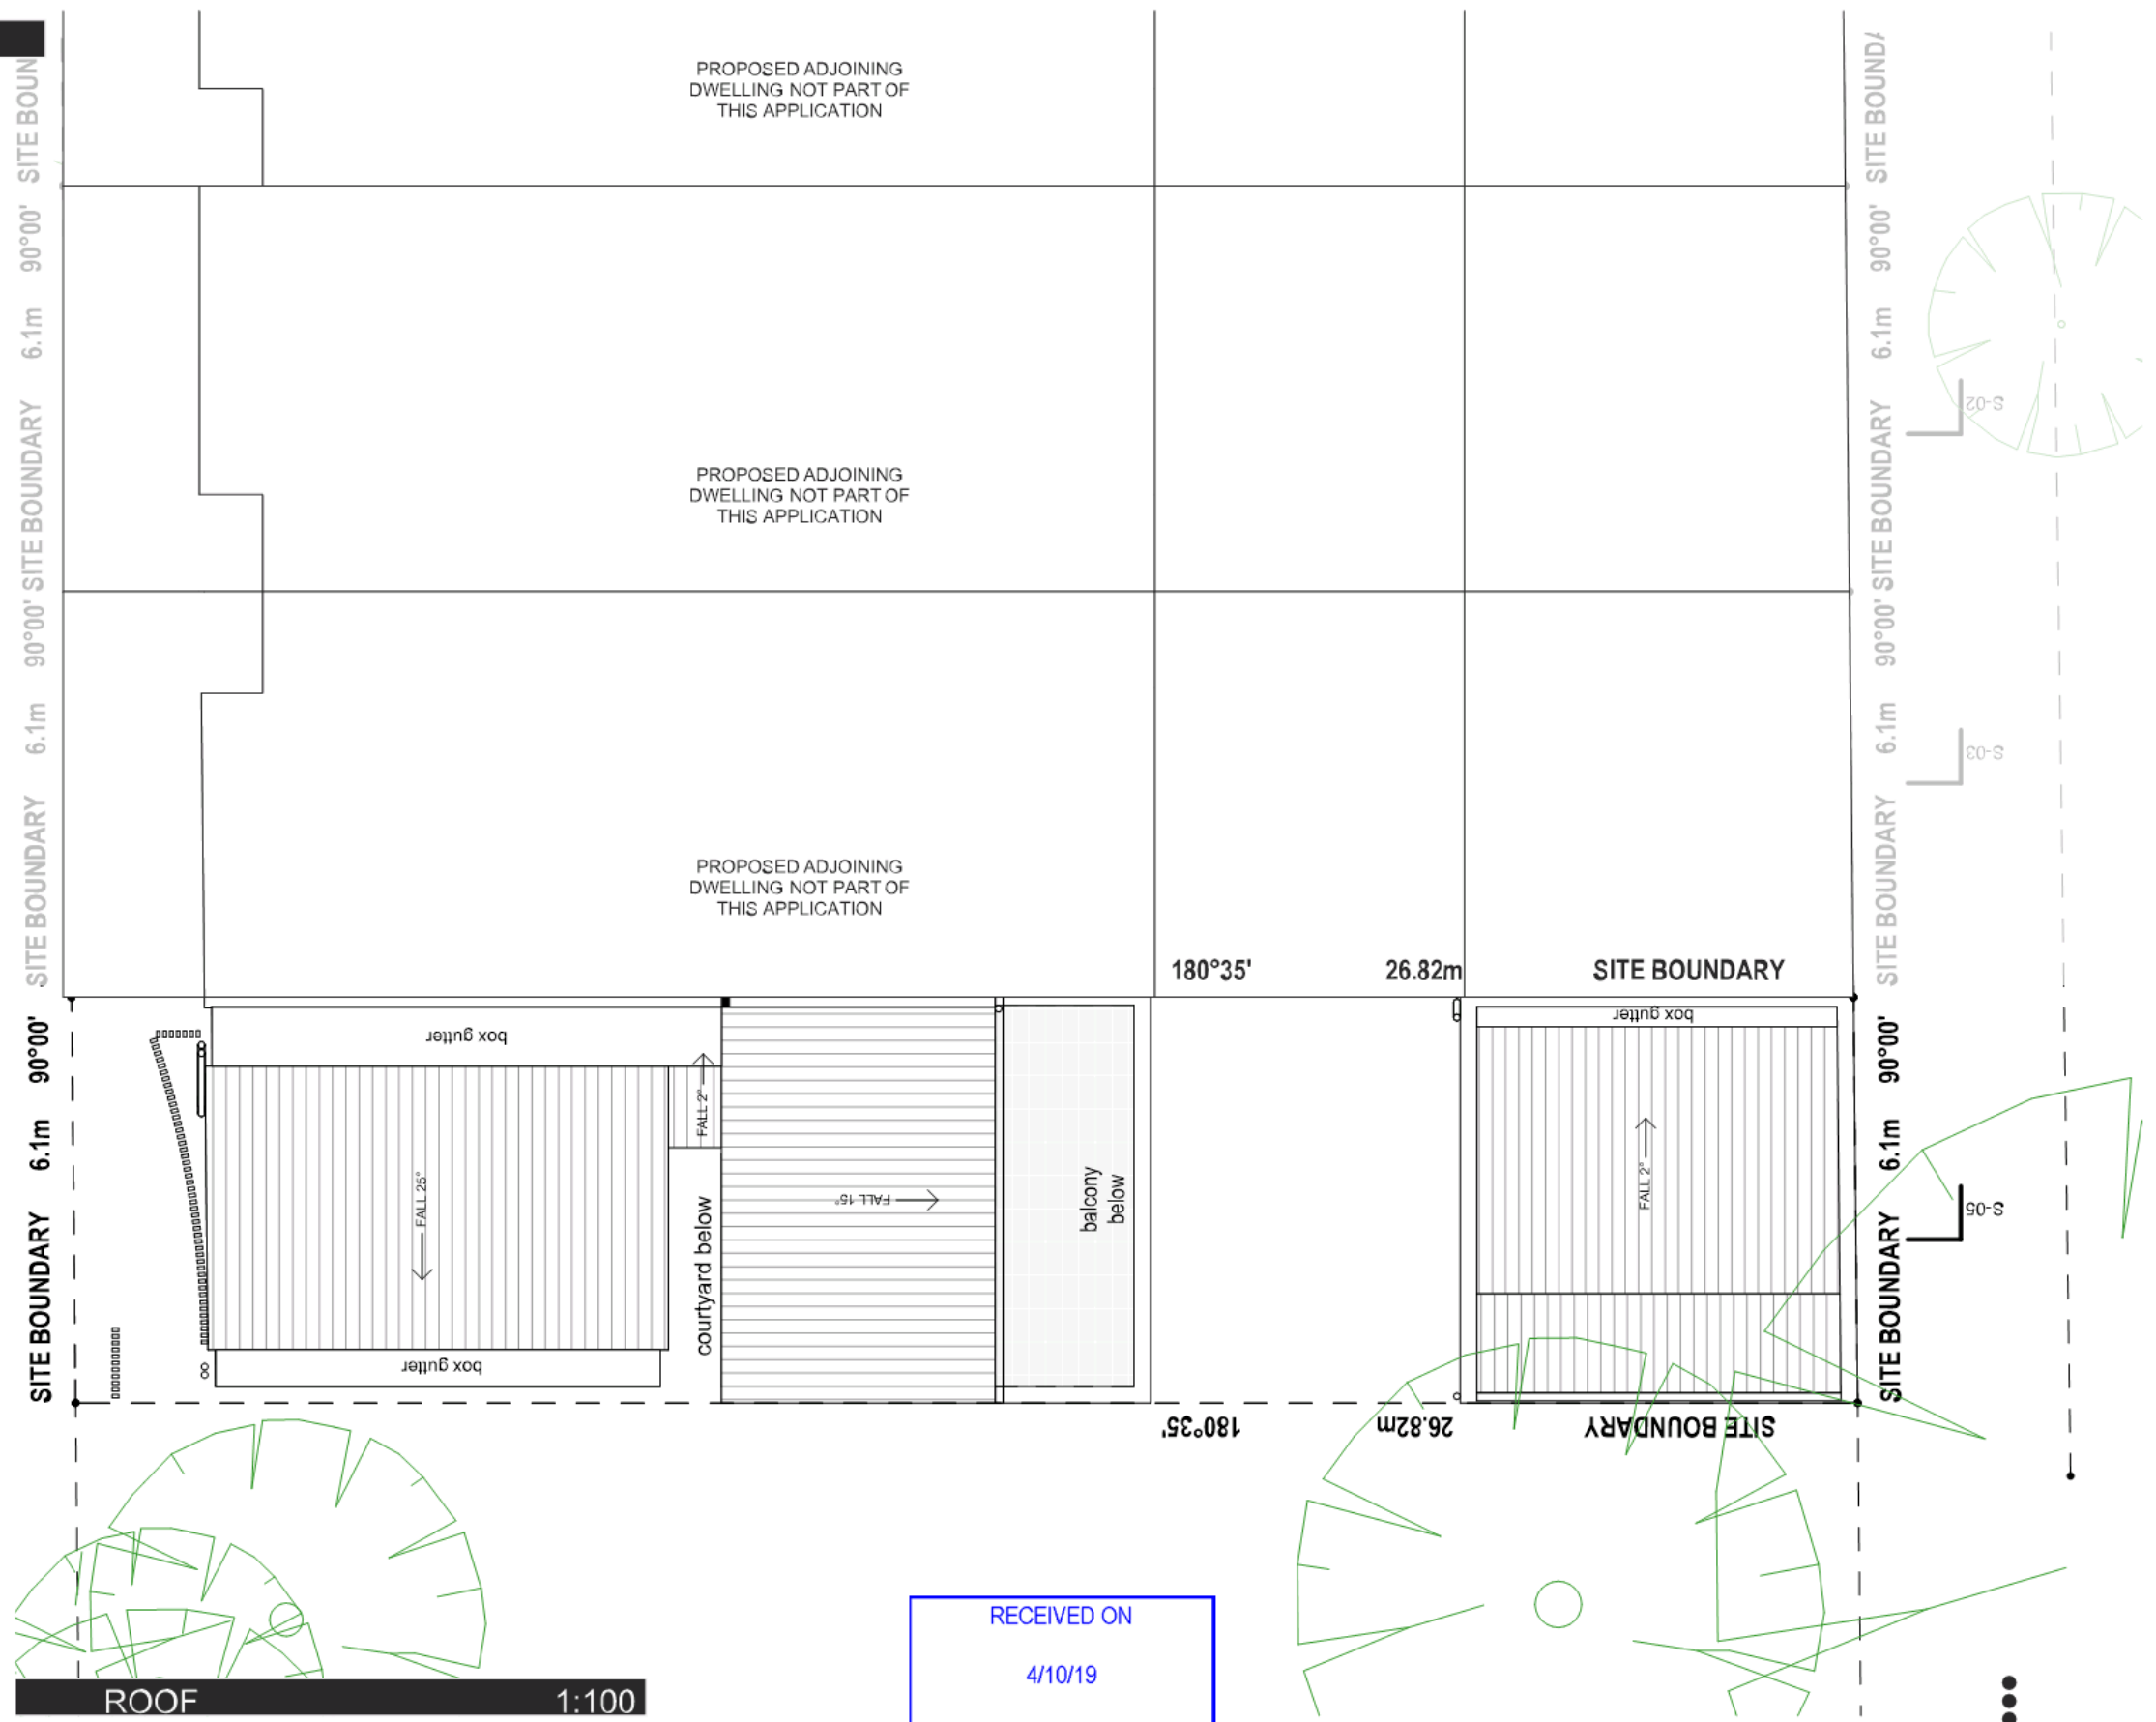 PROPOSED ADJOINING
DWELLING NOT PART OF
THIS APPLICATION
SITE BOUN
90°00'
6.1m
SITE BOUNDARY
90°00'
6.1m
SITE BOUNDARY
90°00'
6.1m
SITE BOUNDARY
PROPOSED ADJOINING
DWELLING NOT PART OF
THIS APPLICATION
PROPOSED ADJOINING
DWELLING NOT PART OF
THIS APPLICATION
SITE BOUNDA
90°00'
6.1m
SITE BOUNDARY
90°00'
6.1m
SITE BOUNDARY
90°00'
6.1m
SITE BOUNDARY
S-02
S-03
S-05
180°35' 26.82m SITE BOUNDARY
box gutter
FALL 25°
box gutter
FALL 2°
courtyard below
FALL 15°
balcony
below
box gutter
FALL 2°
180°35' 26.82m SITE BOUNDARY
RECEIVED ON
4/10/19
ROOF 1:100